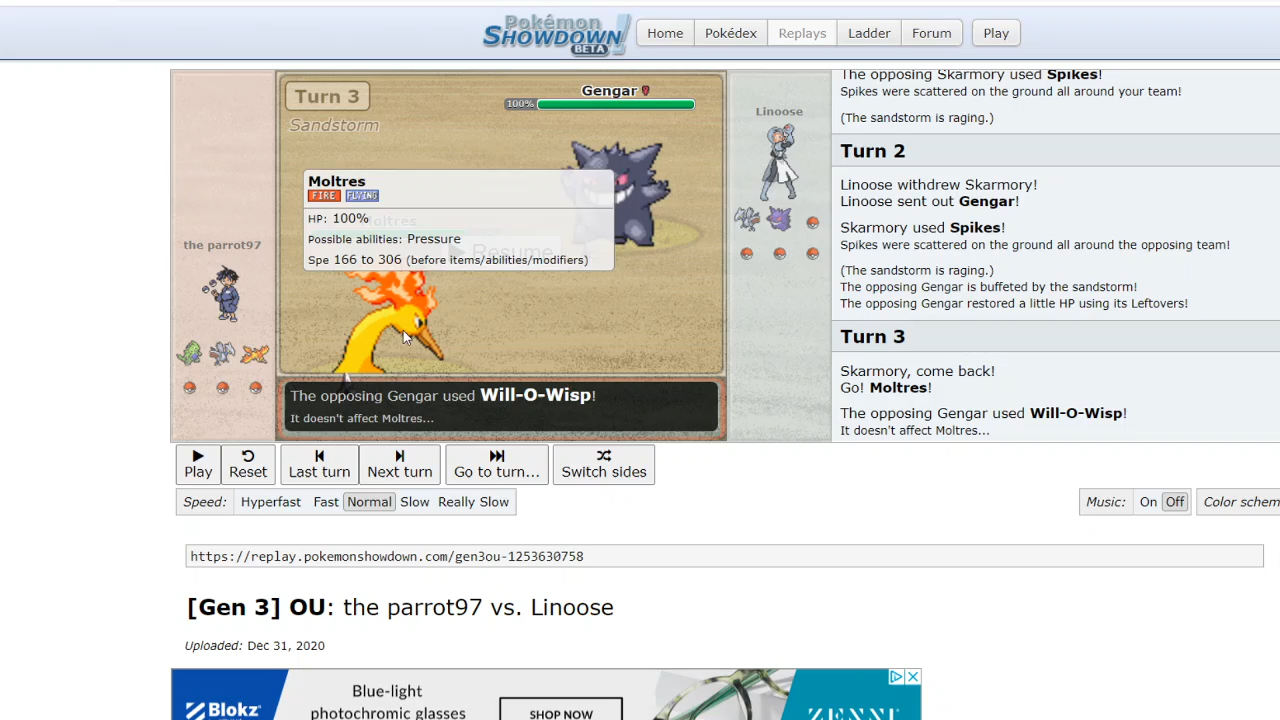 Pokémon
SHOWDOWN!
BETA
Home
Pokédex
Replays
Ladder
Forum
Play
the parrot97
Turn 3
Sandstorm
Gengar
100%
Moltres
FIRE FLYING
HP: 100%
Possible abilities: Pressure
Spe 166 to 306 (before items/abilities/modifiers)
Moltres
Resume
The opposing Gengar used Will-O-Wisp!
It doesn't affect Moltres...
Linoose
The opposing Skarmory used Spikes!
Spikes were scattered on the ground all around your team!
(The sandstorm is raging.)
Turn 2
Linoose withdrew Skarmory!
Linoose sent out Gengar!
Skarmory used Spikes!
Spikes were scattered on the ground all around the opposing team!
(The sandstorm is raging.)
The opposing Gengar is buffeted by the sandstorm!
The opposing Gengar restored a little HP using its Leftovers!
Turn 3
Skarmory, come back!
Go! Moltres!
The opposing Gengar used Will-O-Wisp!
It doesn't affect Moltres...
Play
Reset
Last turn
Next turn
Go to turn...
Switch sides
Speed: Hyperfast Fast Normal Slow Really Slow
Music: On Off
Color schem
https://replay.pokemonshowdown.com/gen3ou-1253630758
[Gen 3] OU: the parrot97 vs. Linoose
Uploaded: Dec 31, 2020
Blokz
Blue-light
photochromic glasses
SHOP NOW
ZENNI